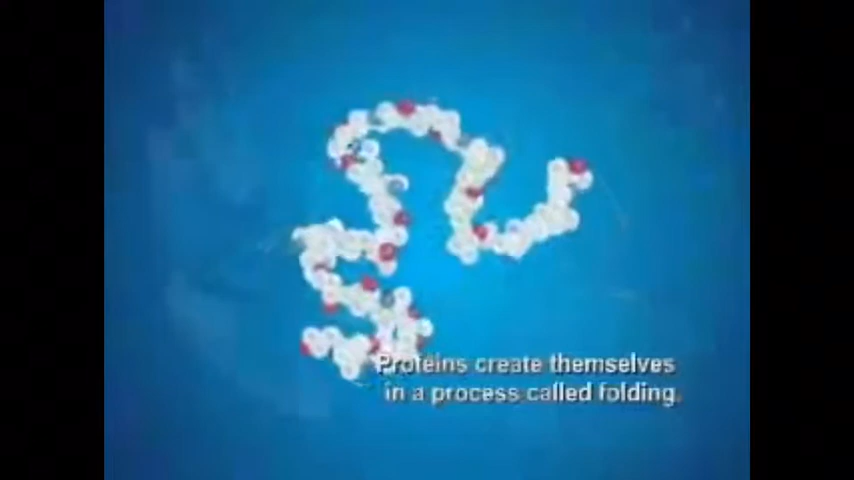 Proteins create themselves
in a process called folding.